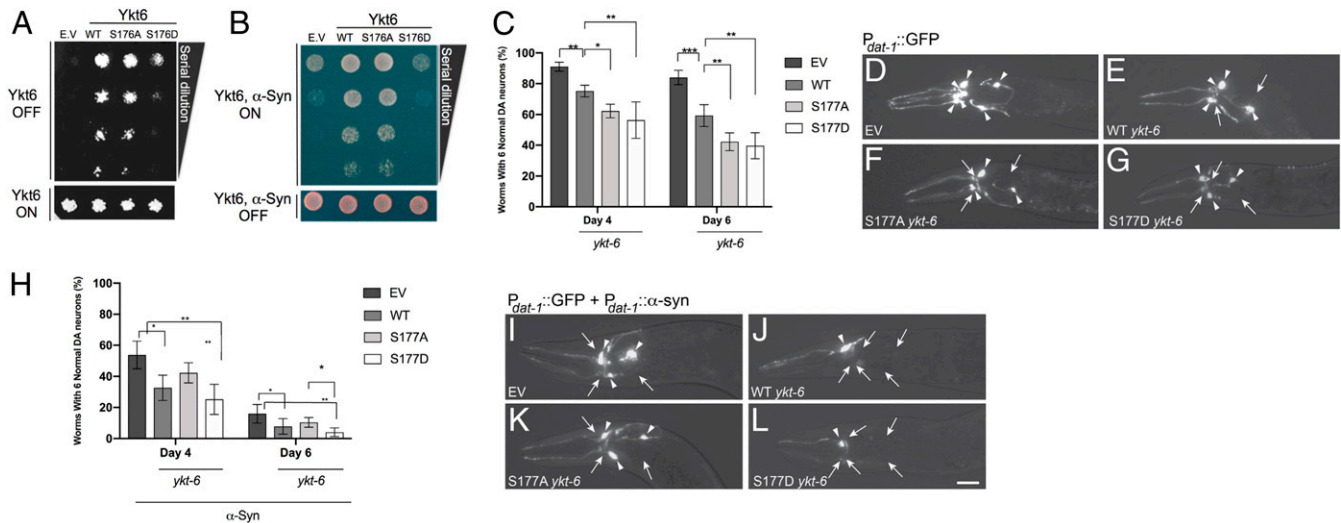 A
Ykt6
E.V WT S176A S176D
Ykt6
OFF
Serial dilution
Ykt6
ON
B
Ykt6
E.V WT S176A S176D
Ykt6, α-Syn
ON
Serial dilution
Ykt6, α-Syn
OFF
C
Worms With 6 Normal DA neurons (%)
100
80
60
40
20
0
**
**
*
***
**
**
EV
WT
S177A
S177D
Day 4
Day 6
ykt-6
ykt-6
Pdat-1::GFP
D
EV
E
WT ykt-6
F
S177A ykt-6
G
S177D ykt-6
H
Worms With 6 Normal DA neurons (%)
100
80
60
40
20
0
**
*
**
*
*
**
EV
WT
S177A
S177D
Day 4
Day 6
ykt-6
ykt-6
α-Syn
Pdat-1::GFP + Pdat-1::α-syn
I
EV
J
WT ykt-6
K
S177A ykt-6
L
S177D ykt-6